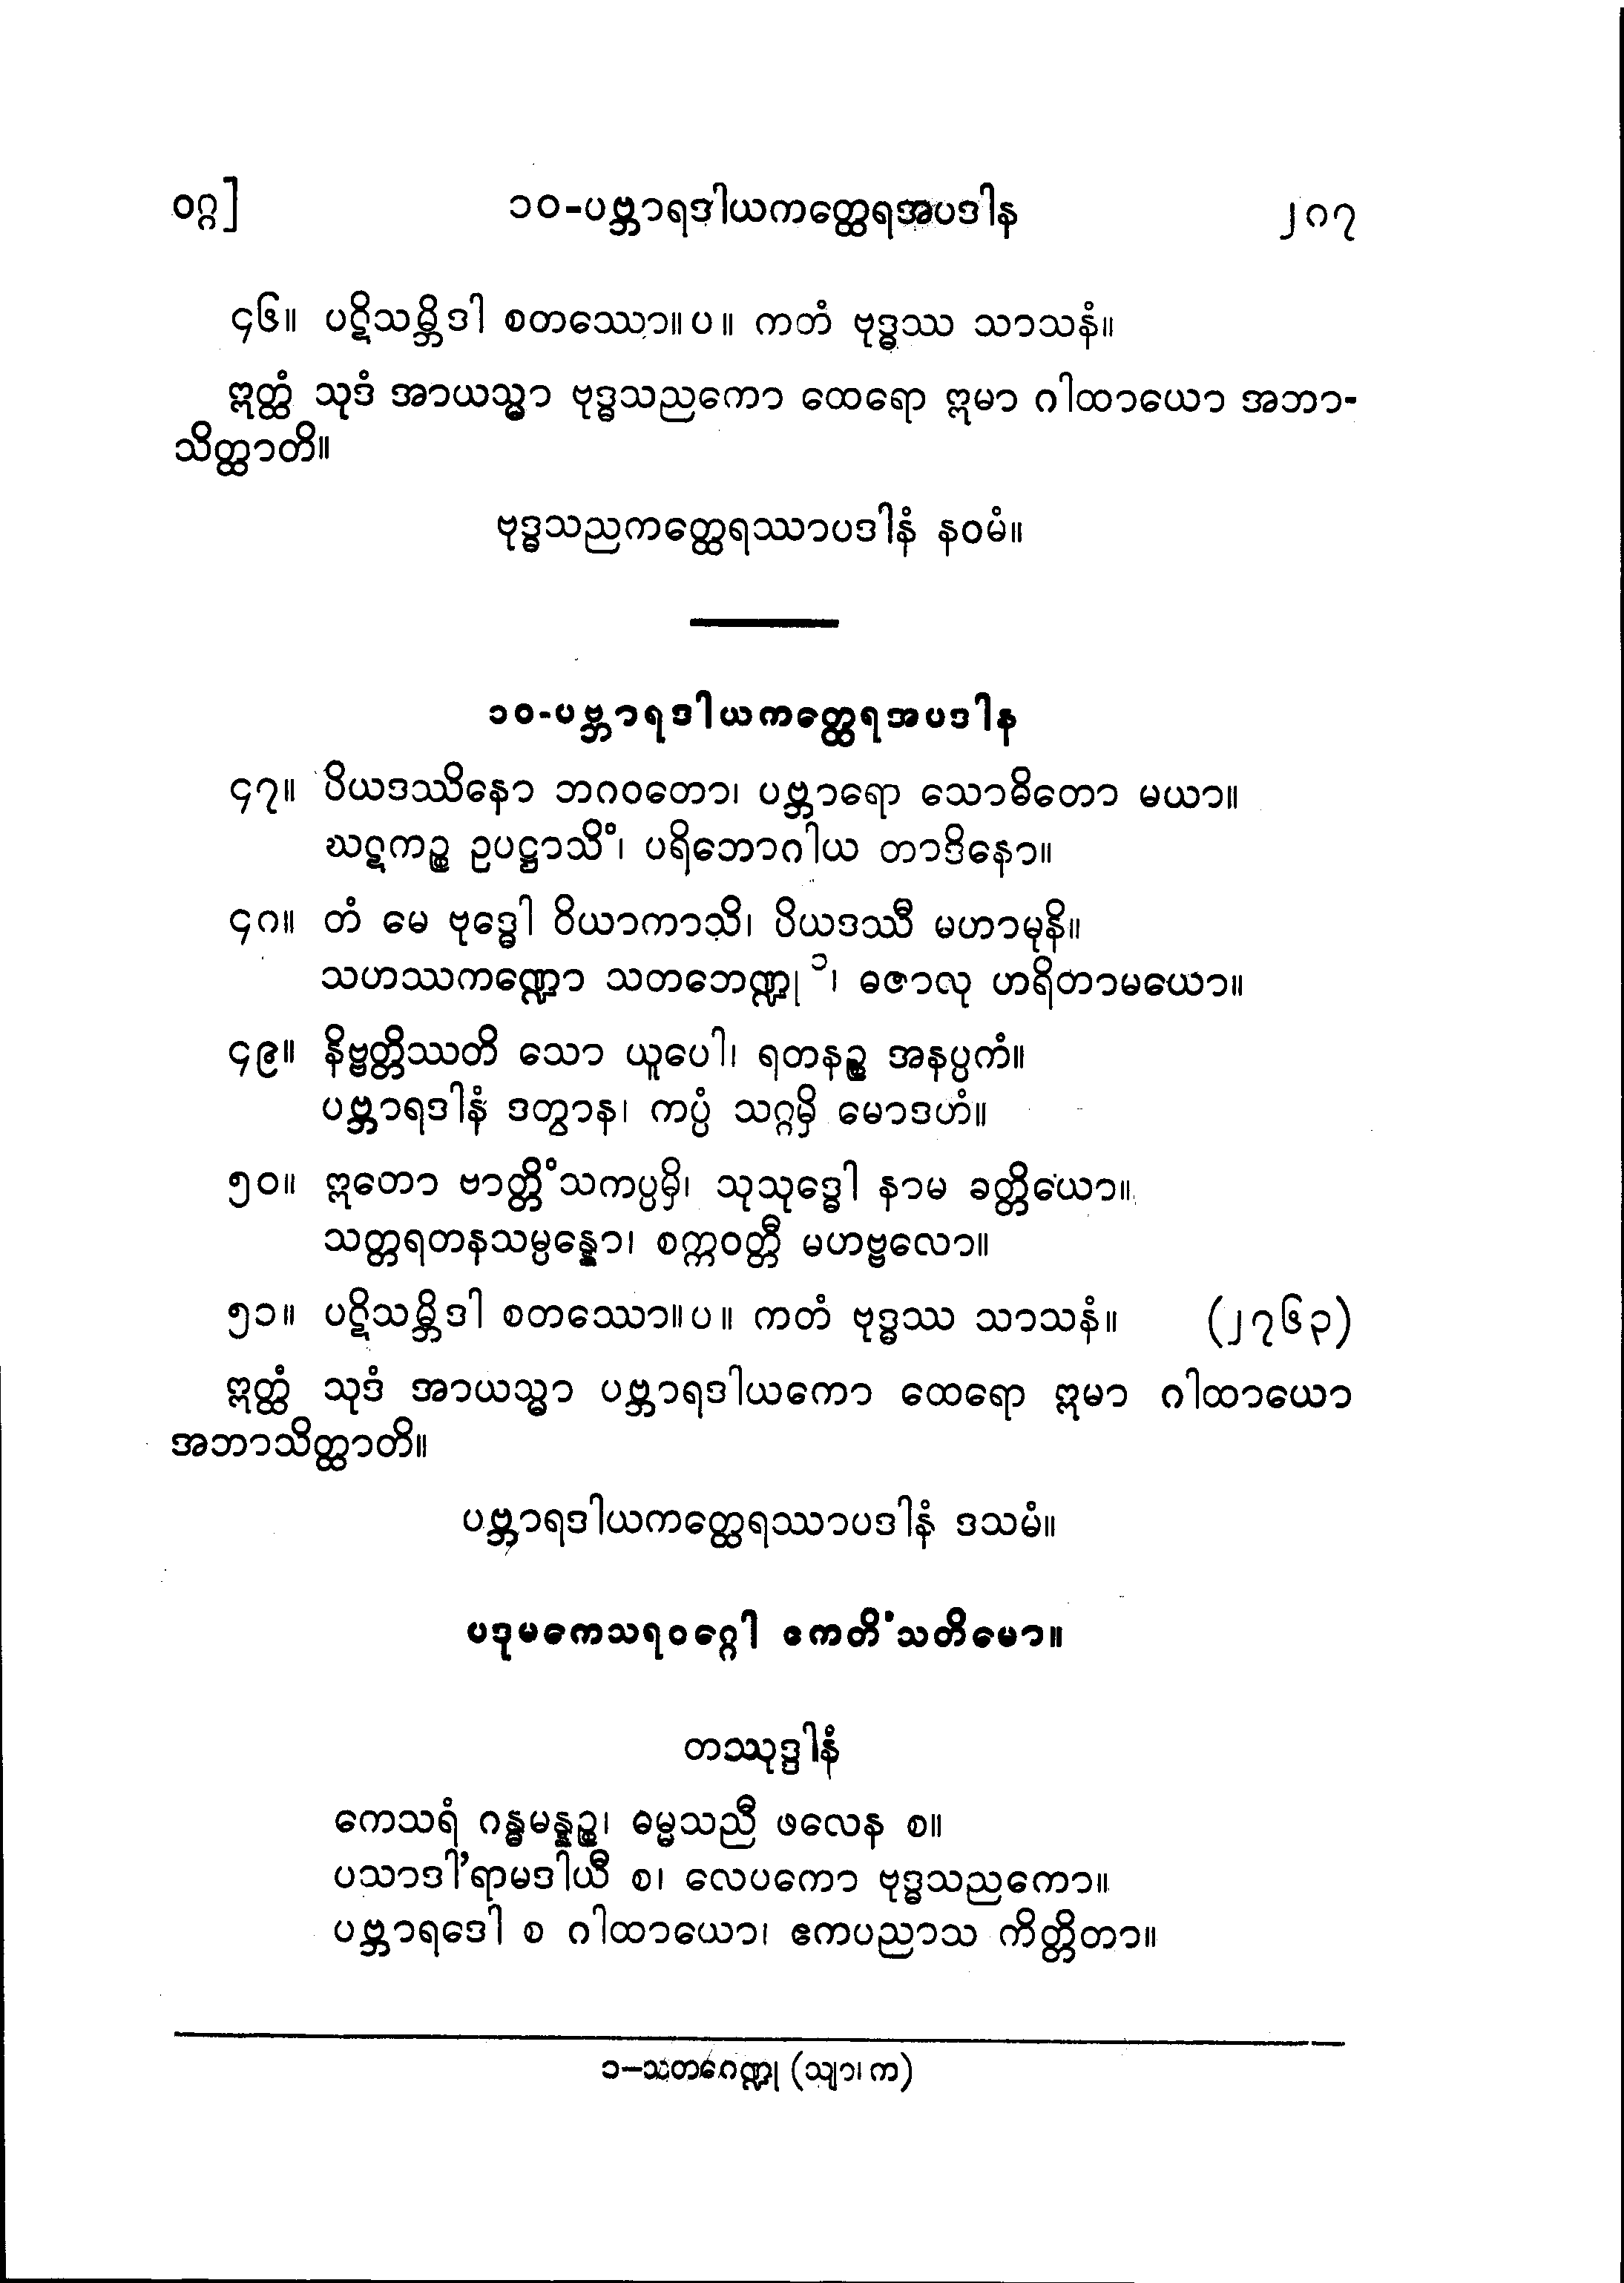 ဝဂ္ဂ] ၁၀-ပဗ္ဘာရဒါယကတ္ထေရအပဒါန ၂၈၇
၄၆။ ပဋိသမ္ဘိဒါ စတဿော။ပ။ ကတံ ဗုဒ္ဓဿ သာသနံ။
ဣတ္ထံ သုဒံ အာယသ္မာ ဗုဒ္ဓသညကော ထေရော ဣမာ ဂါထာယော အဘာ-
သိတ္ထာတိ။
ဗုဒ္ဓသညကတ္ထေရဿာပဒါနံ နဝမံ။
၁၀-ပဗ္ဘာရဒါယကတ္ထေရအပဒါန
၄၇။ ပိယဒဿိနော ဘဂဝတော၊ ပဗ္ဘာရော သောဓိတော မယာ။
ဃဋကဉ္စ ဥပဋ္ဌာသိံ၊ ပရိဘောဂါယ တာဒိနော။
၄၈။ တံ မေ ဗုဒ္ဓေါ ဝိယာကာသိ၊ ပိယဒဿီ မဟာမုနိ။
သဟဿကဏ္ဍော သတဘေဏ္ဍု ၁၊ ဓဇာလု ဟရိတာမယော။
၄၉။ နိဗ္ဗတ္တိဿတိ သော ယူပေါ၊ ရတနဉ္စ အနပ္ပကံ။
ပဗ္ဘာရဒါနံ ဒတွာန၊ ကပ္ပံ သဂ္ဂမှိ မောဒဟံ။
၅၀။ ဣတော ဗာတ္တိံသကပ္ပမှိ၊ သုသုဒ္ဓေါ နာမ ခတ္တိယော။
သတ္တရတနသမ္ပန္နော၊ စက္ကဝတ္တီ မဟဗ္ဗလော။
၅၁။ ပဋိသမ္ဘိဒါ စတဿော။ပ။ ကတံ ဗုဒ္ဓဿ သာသနံ။ (၂၇၆၃)
ဣတ္ထံ သုဒံ အာယသ္မာ ပဗ္ဘာရဒါယကော ထေရော ဣမာ ဂါထာယော
အဘာသိတ္ထာတိ။
ပဗ္ဘာရဒါယကတ္ထေရဿာပဒါနံ ဒသမံ။
ပဒုမကေသရဝဂ္ဂေါ ဧကတိံသတိမော။
တဿုဒ္ဒါနံ
ကေသရံ ဂန္ဓမန္နဉ္စ၊ ဓမ္မသညီ ဖလေန စ။
ပသာဒါ’ရာမဒါယီ စ၊ လေပကော ဗုဒ္ဓသညကော။
ပဗ္ဘာရဒေါ စ ဂါထာယော၊ ဧကပညာသ ကိတ္တိတာ။
၁–သတဂေဏ္ဍု (သျာ၊ က)